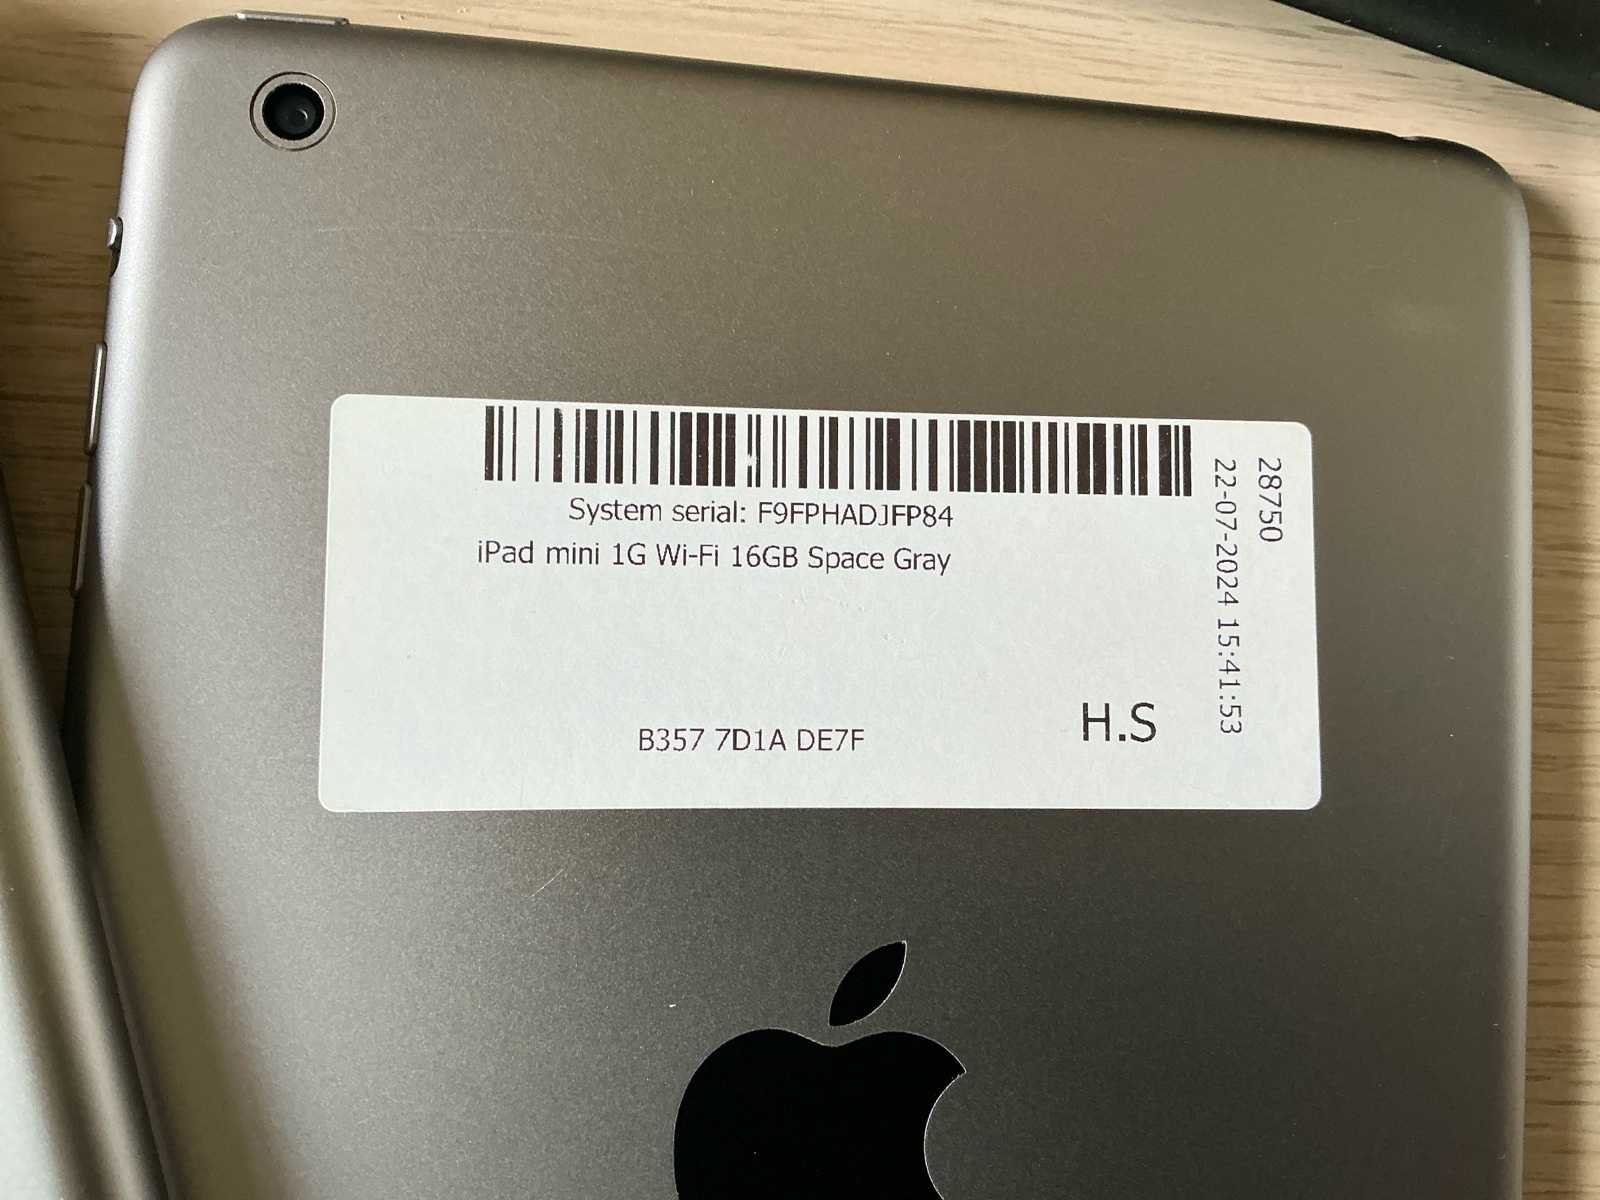 System serial: F9FPHADJFP84
iPad mini 1G Wi-Fi 16GB Space Gray
B357 7D1A DE7F
H.S
28750
22-07-2024 15:41:53